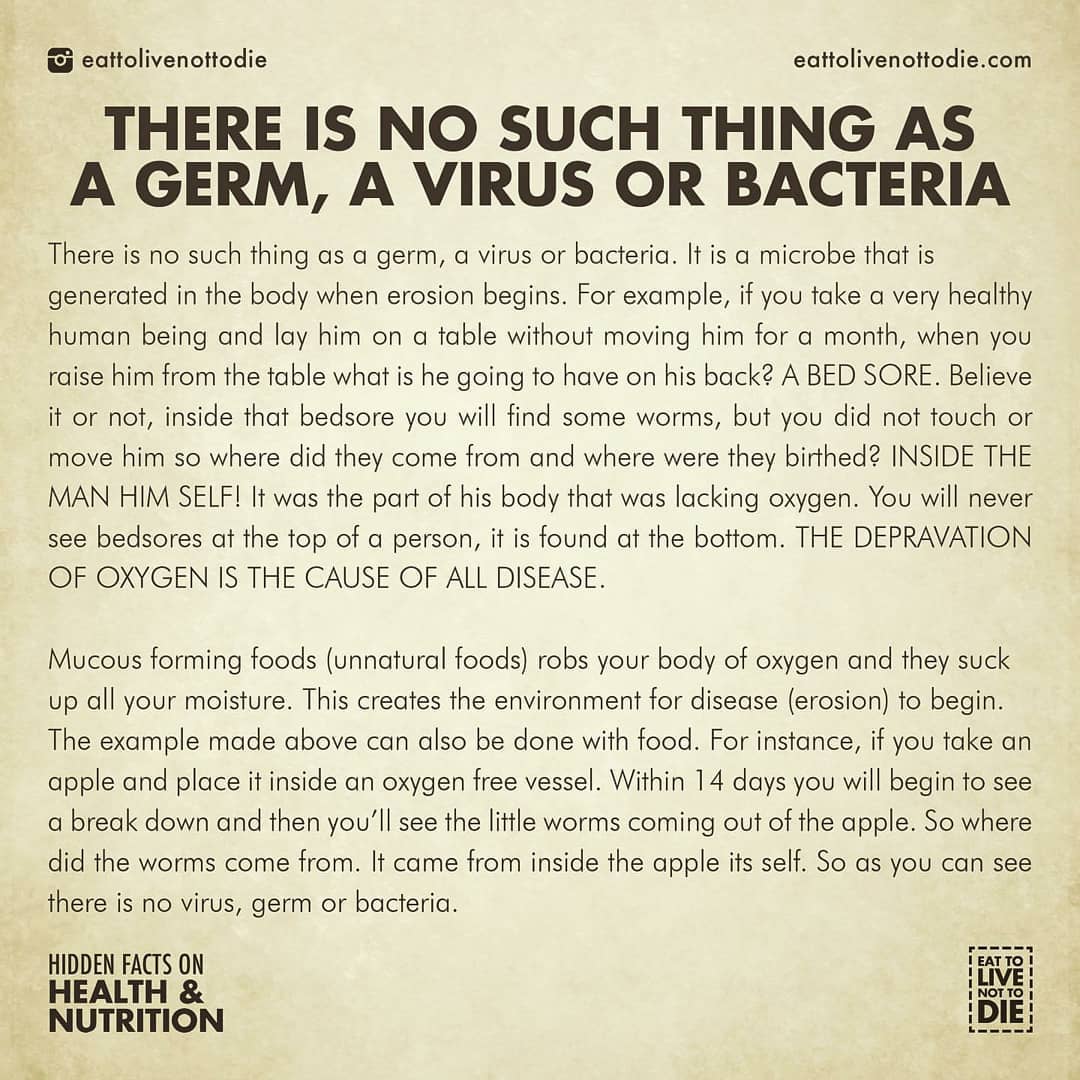 eattolivenottodie
eattolivenottodie.com
THERE IS NO SUCH THING AS
A GERM, A VIRUS OR BACTERIA
There is no such thing as a germ, a virus or bacteria. It is a microbe that is
generated in the body when erosion begins. For example, if you take a very healthy
human being and lay him on a table without moving him for a month, when you
raise him from the table what is he going to have on his back? A BED SORE. Believe
it or not, inside that bedsore you will find some worms, but you did not touch or
move him so where did they come from and where were they birthed? INSIDE THE
MAN HIM SELF! It was the part of his body that was lacking oxygen. You will never
see bedsores at the top of a person, it is found at the bottom. THE DEPRAVATION
OF OXYGEN IS THE CAUSE OF ALL DISEASE.
Mucous forming foods (unnatural foods) robs your body of oxygen and they suck
up all your moisture. This creates the environment for disease (erosion) to begin.
The example made above can also be done with food. For instance, if you take an
apple and place it inside an oxygen free vessel. Within 14 days you will begin to see
a break down and then you’ll see the little worms coming out of the apple. So where
did the worms come from. It came from inside the apple its self. So as you can see
there is no virus, germ or bacteria.
HIDDEN FACTS ON
HEALTH &
NUTRITION
EAT TO
LIVE
NOT TO
DIE